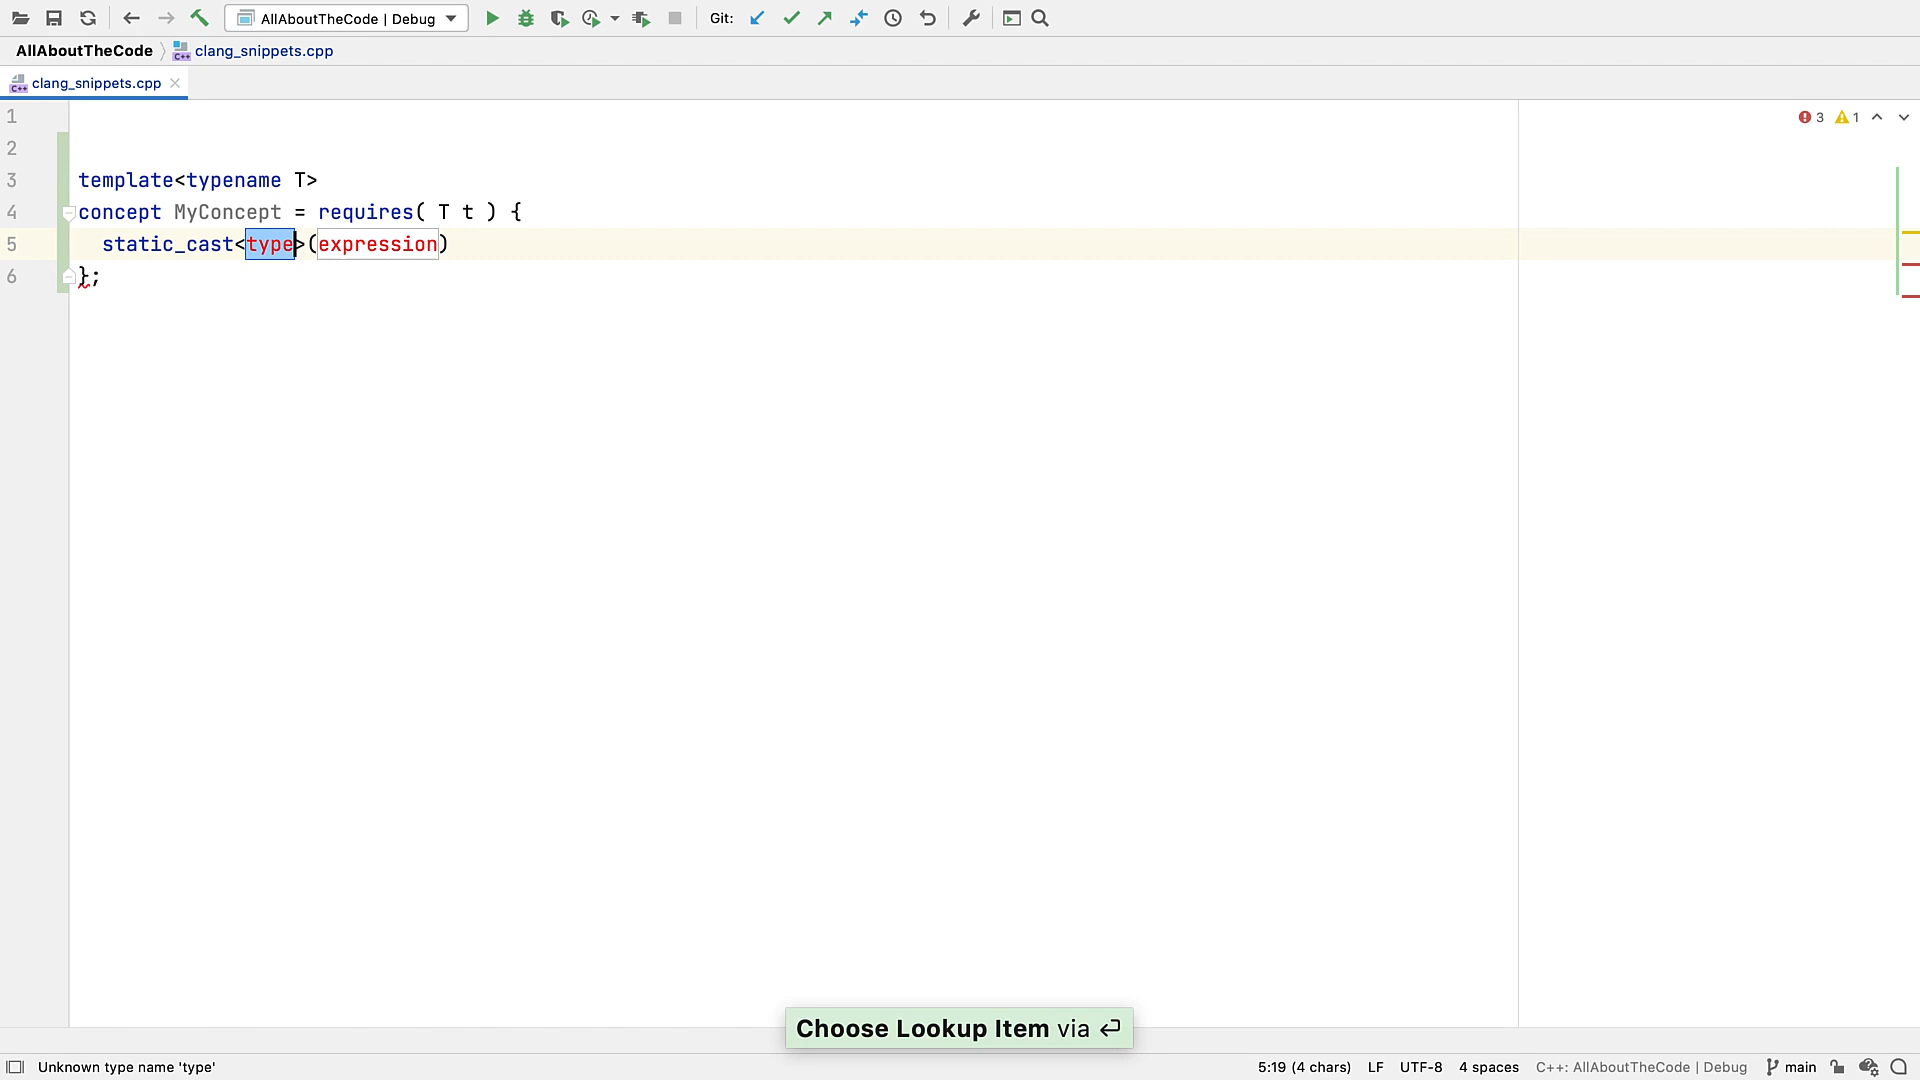 AllAboutTheCode | Debug Git:
AllAboutTheCode clang_snippets.cpp
clang_snippets.cpp
1
2
3 template<typename T>
4 concept MyConcept = requires( T t ) {
5 static_cast<type>(expression)
6 };
3 1
Choose Lookup Item via ⏎
Unknown type name 'type' 5:19 (4 chars) LF UTF-8 4 spaces C++: AllAboutTheCode | Debug main